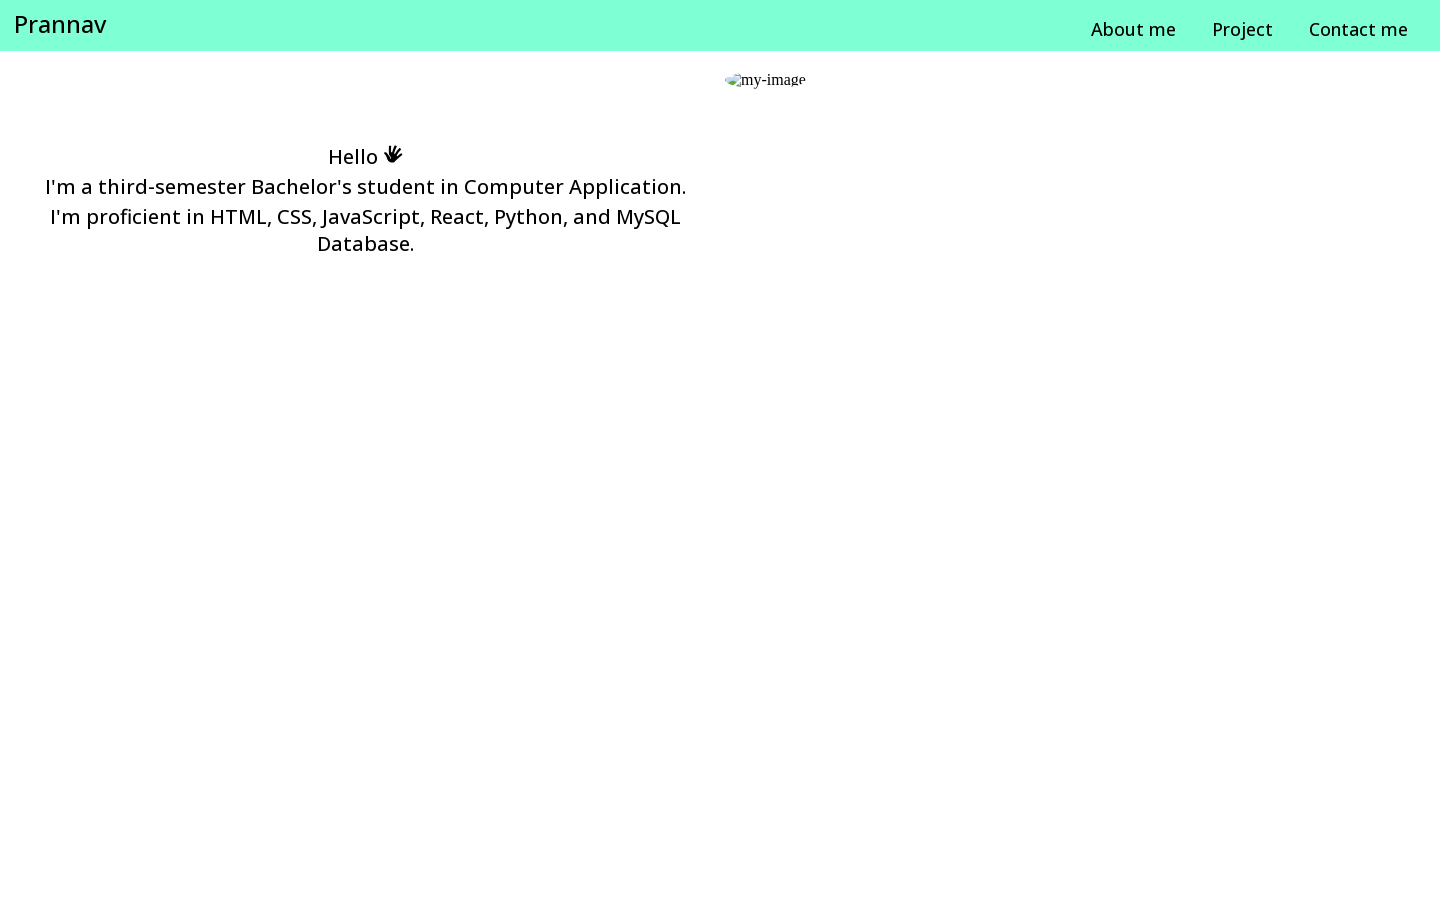 Prannav
About me
Project
Contact me
my-image
Hello 👋
I'm a third-semester Bachelor's student in Computer Application.
I'm proficient in HTML, CSS, JavaScript, React, Python, and MySQL
Database.